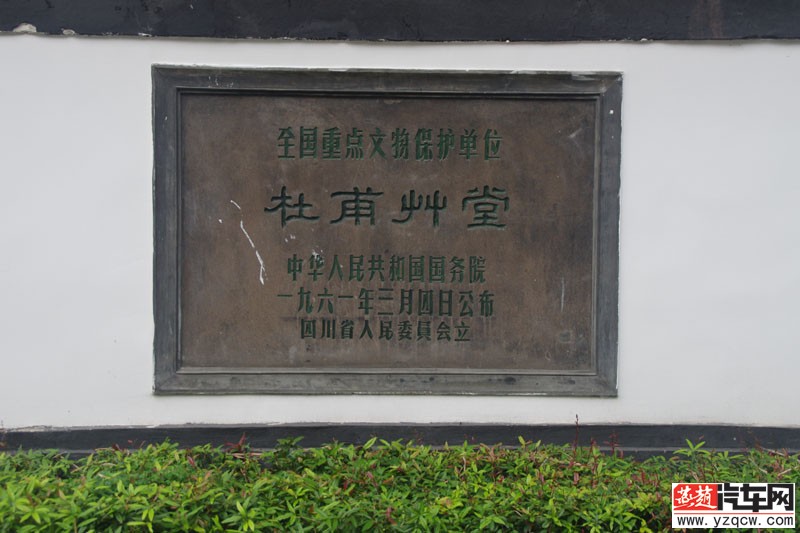 全国重点文物保护单位
杜甫艸堂
中华人民共和国国务院
一九六一年三月四日公布
四川省人民委員会立
燕赵汽车网
www.yzqcw.com